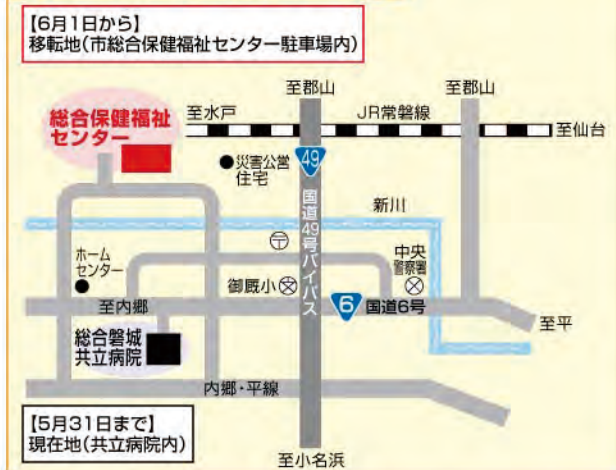 【6月1日から】
移転地(市総合保健福祉センター駐車場内)
至郡山
至郡山
総合保健福祉
センター
至水戸
JR常磐線
至仙台
災害公営
住宅
49
国道49号バイパス
新川
〒
ホーム
センター
中央
警察署
御厩小
文
至内郷
6
国道6号
至平
総合磐城
共立病院
内郷・平線
【5月31日まで】
現在地(共立病院内)
至小名浜